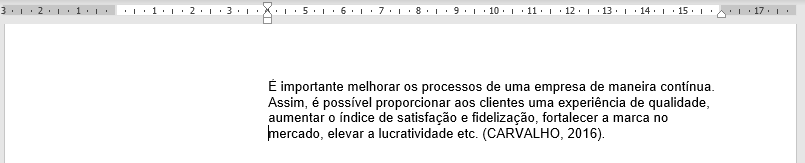 3 2 1 1 2 3 5 6 7 8 9 10 11 12 13 14 15 17
É importante melhorar os processos de uma empresa de maneira contínua.
Assim, é possível proporcionar aos clientes uma experiência de qualidade,
aumentar o índice de satisfação e fidelização, fortalecer a marca no
mercado, elevar a lucratividade etc. (CARVALHO, 2016).